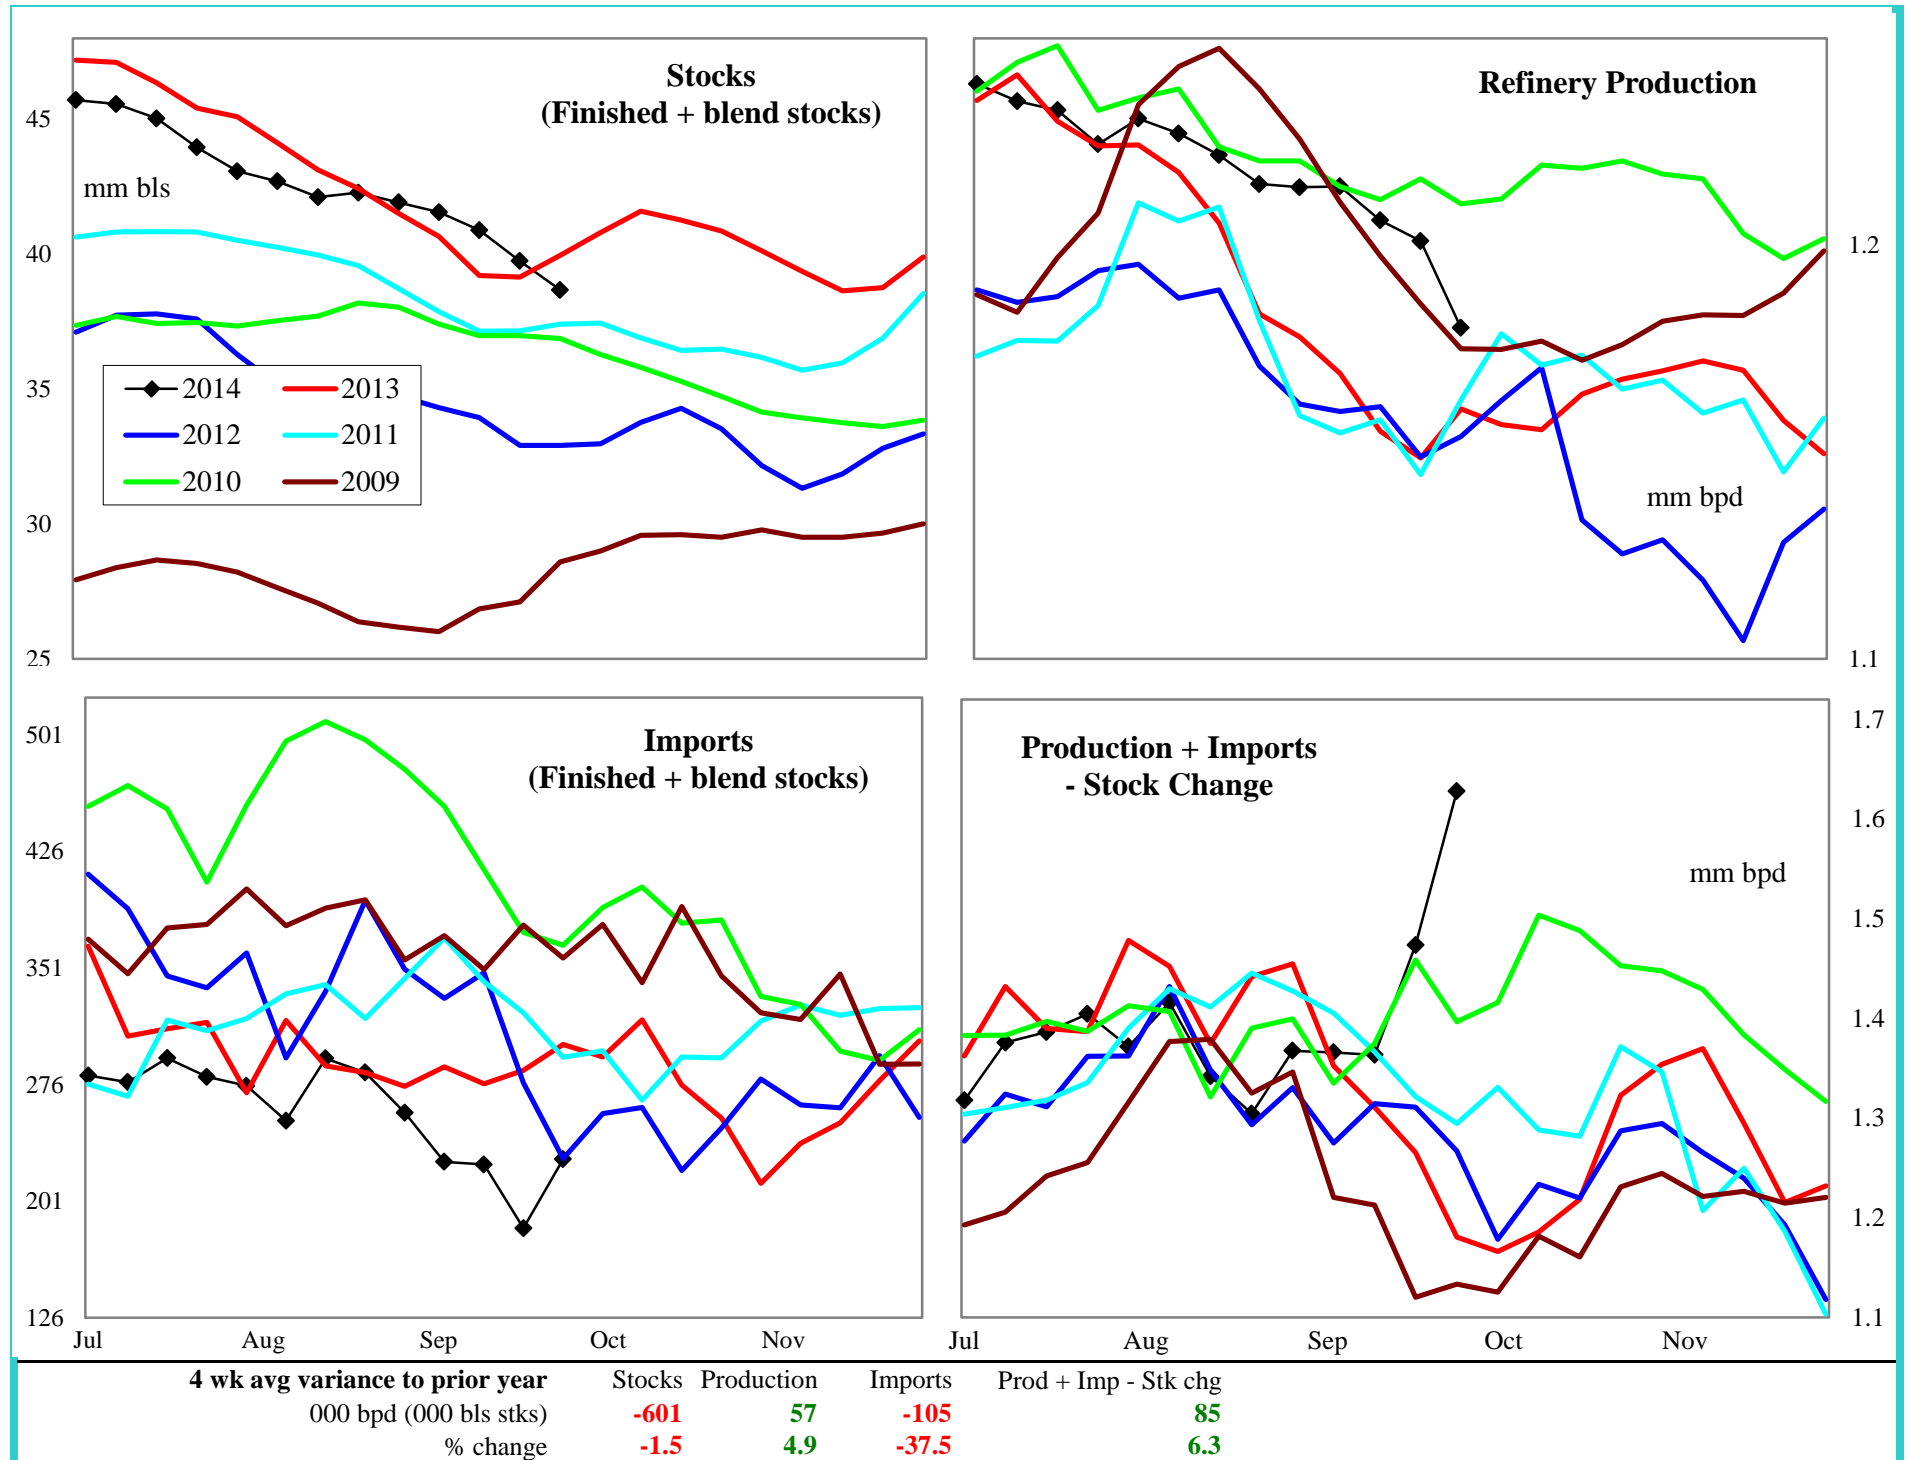 Stocks
(Finished + blend stocks)
mm bls
45
40
35
30
25
2014 2013
2012 2011
2010 2009
Refinery Production
mm bpd
1.2
1.1
Imports
(Finished + blend stocks)
501
426
351
276
201
126
Jul Aug Sep Oct Nov
Production + Imports
- Stock Change
mm bpd
1.7
1.6
1.5
1.4
1.3
1.2
1.1
Jul Aug Sep Oct Nov
4 wk avg variance to prior year Stocks Production Imports Prod + Imp - Stk chg
000 bpd (000 bls stks) -601 57 -105 85
% change -1.5 4.9 -37.5 6.3